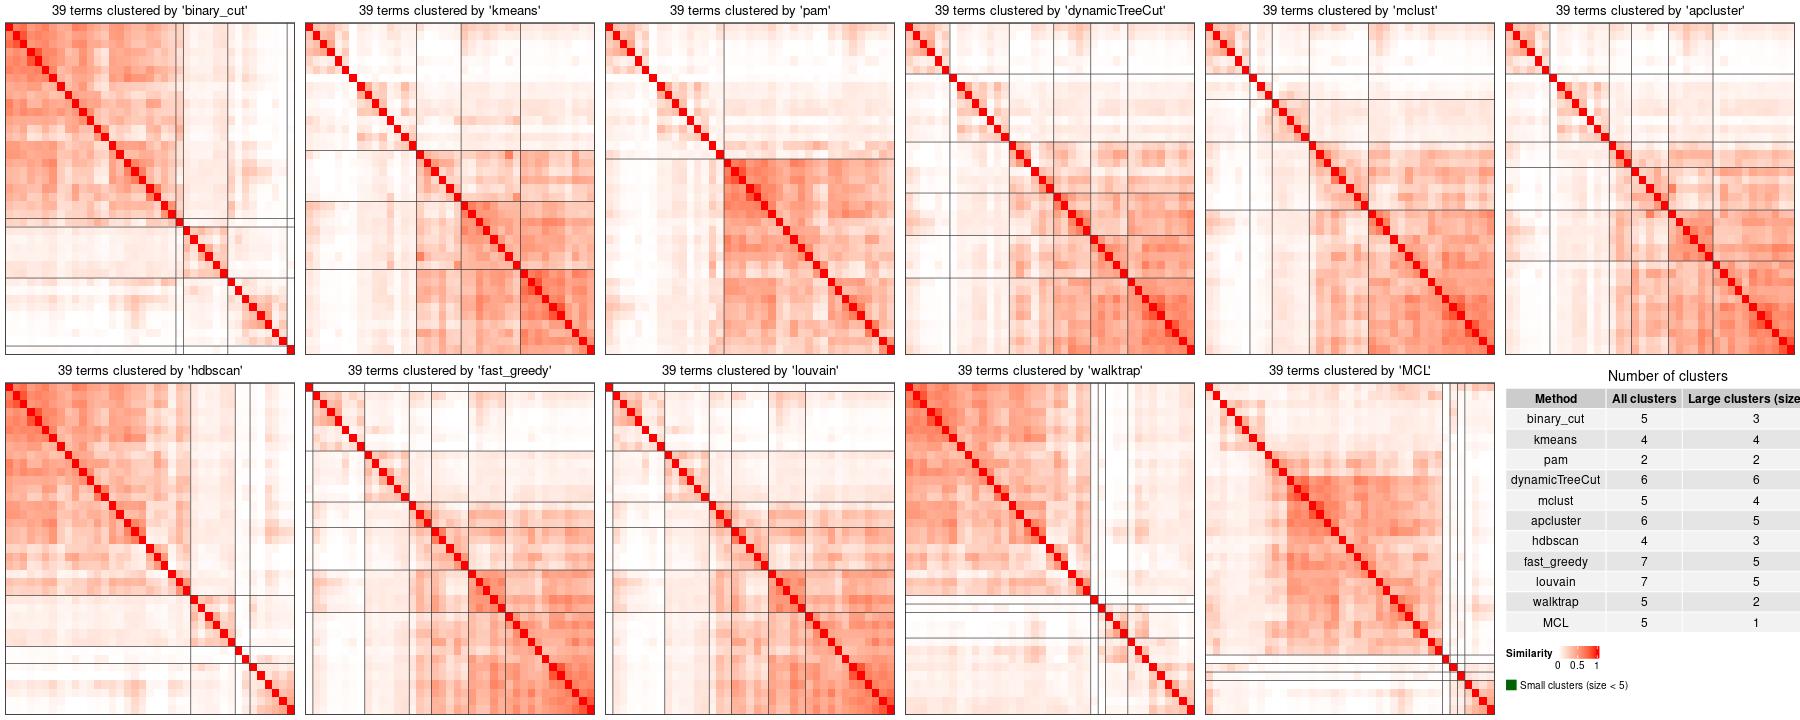 39 terms clustered by 'binary_cut'
39 terms clustered by 'kmeans'
39 terms clustered by 'pam'
39 terms clustered by 'dynamicTreeCut'
39 terms clustered by 'mclust'
39 terms clustered by 'apcluster'
39 terms clustered by 'hdbscan'
39 terms clustered by 'fast_greedy'
39 terms clustered by 'louvain'
39 terms clustered by 'walktrap'
39 terms clustered by 'MCL'
Number of clusters
Method All clusters Large clusters (size
binary_cut 5 3
kmeans 4 4
pam 2 2
dynamicTreeCut 6 6
mclust 5 4
apcluster 6 5
hdbscan 4 3
fast_greedy 7 5
louvain 7 5
walktrap 5 2
MCL 5 1
Similarity
0 0.5 1
Small clusters (size < 5)